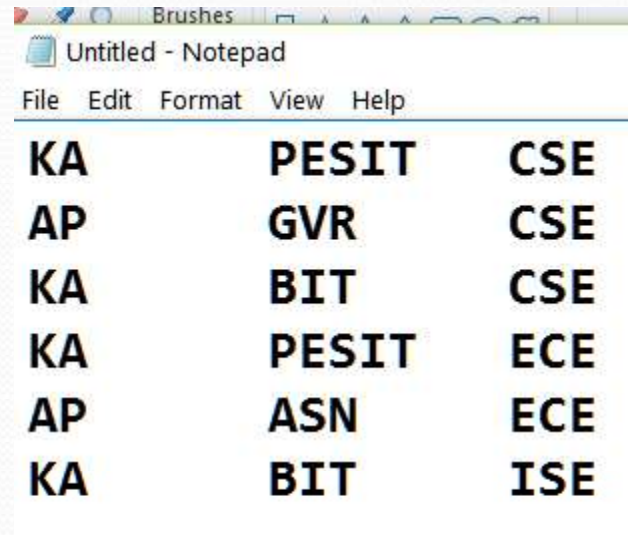 Brushes
Untitled - Notepad
File Edit Format View Help
KA PESIT CSE
AP GVR CSE
KA BIT CSE
KA PESIT ECE
AP ASN ECE
KA BIT ISE